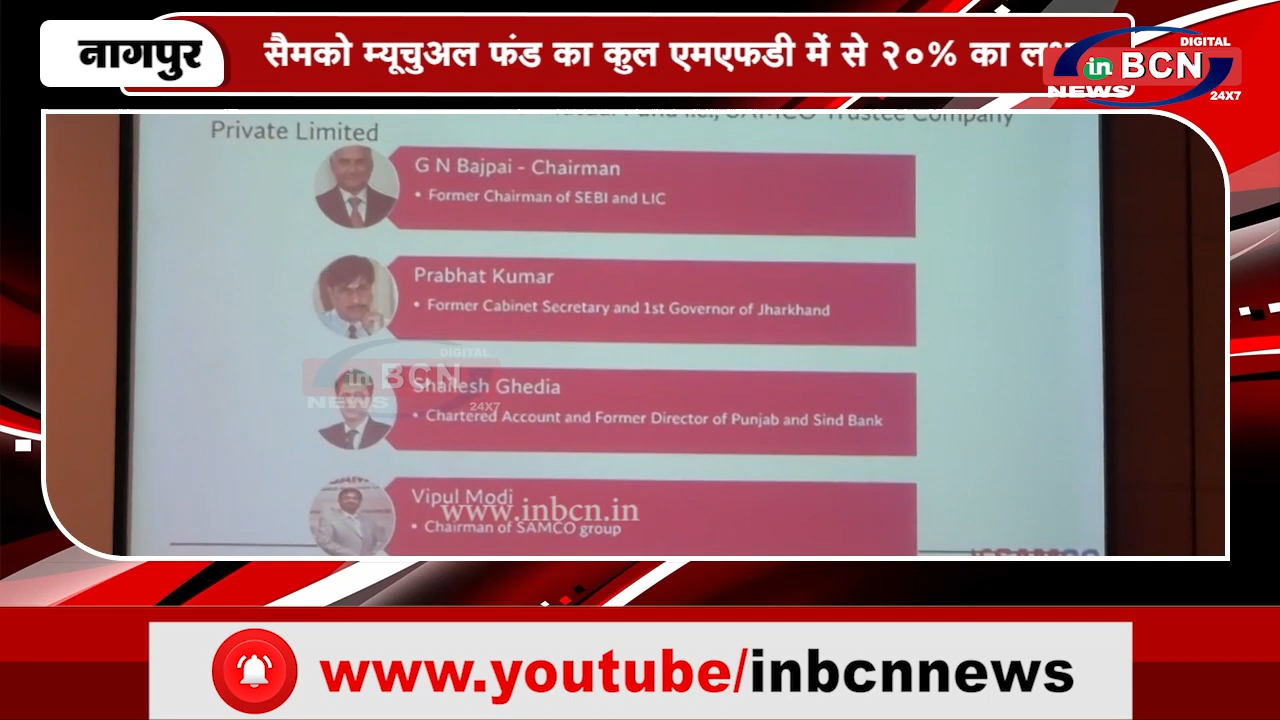 नागपुर
सैमको म्यूचुअल फंड का कुल एमएफडी में से २०% का
DIGITAL
in BCN
NEWS
24X7
SAMCO Trustee Company
Private Limited
G N Bajpai - Chairman
• Former Chairman of SEBI and LIC
Prabhat Kumar
• Former Cabinet Secretary and 1st Governor of Jharkhand
DIGITAL
in BCN
NEWS
24X7
Shailesh Ghedia
• Chartered Account and Former Director of Punjab and Sind Bank
Vipul Modi
www.inbcn.in
• Chairman of SAMCO group
www.youtube/inbcnnews